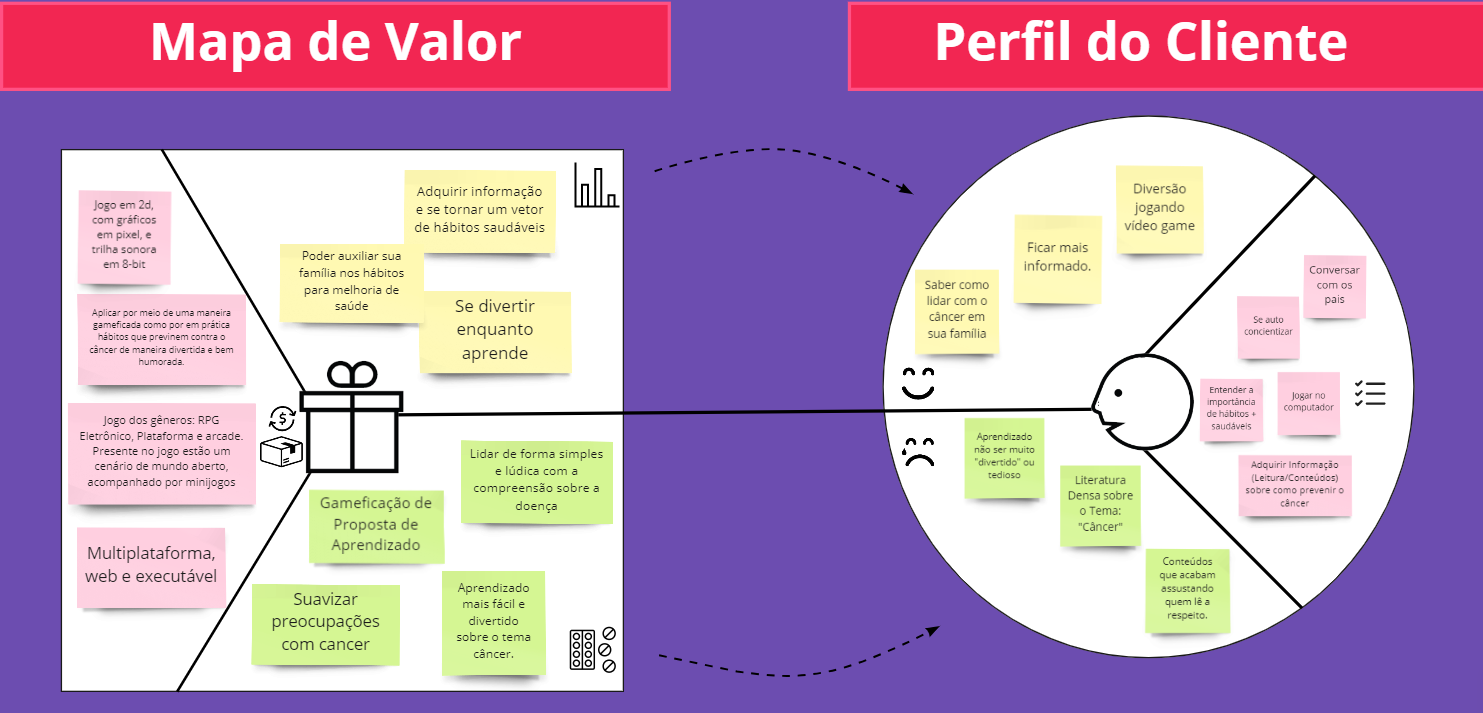 Mapa de Valor
Perfil do Cliente
Jogo em 2d,
com gráficos
em pixel, e
trilha sonora
em 8-bit
Aplicar por meio de uma maneira
gameficada como por em prática
hábitos que previnem contra o
câncer de maneira divertida e bem
humorada.
Jogo dos gêneros: RPG
Eletrônico, Plataforma e arcade.
Presente no jogo estão um
cenário de mundo aberto,
acompanhado por minijogos
Multiplataforma,
web e executável
Adquirir informação
e se tornar um vetor
de hábitos saudáveis
Poder auxiliar sua
família nos hábitos
para melhoria de
saúde
Se divertir
enquanto
aprende
$
Lidar de forma simples
e lúdica com a
compreensão sobre a
doença
Gameficação de
Proposta de
Aprendizado
Suavizar
preocupações
com cancer
Aprendizado
mais fácil e
divertido
sobre o tema
câncer.
Diversão
jogando
vídeo game
Ficar mais
informado.
Saber como
lidar com o
câncer em
sua família
Conversar
com os
pais
Se auto
concientizar
Entender a
importância
de hábitos +
saudáveis
Jogar no
computador
Adquirir Informação
(Leitura/Conteúdos)
sobre como prevenir o
câncer
Aprendizado
não ser muito
"divertido" ou
tedioso
Literatura
Densa sobre
o Tema:
"Câncer"
Conteúdos
que acabam
assustando
quem lê a
respeito.